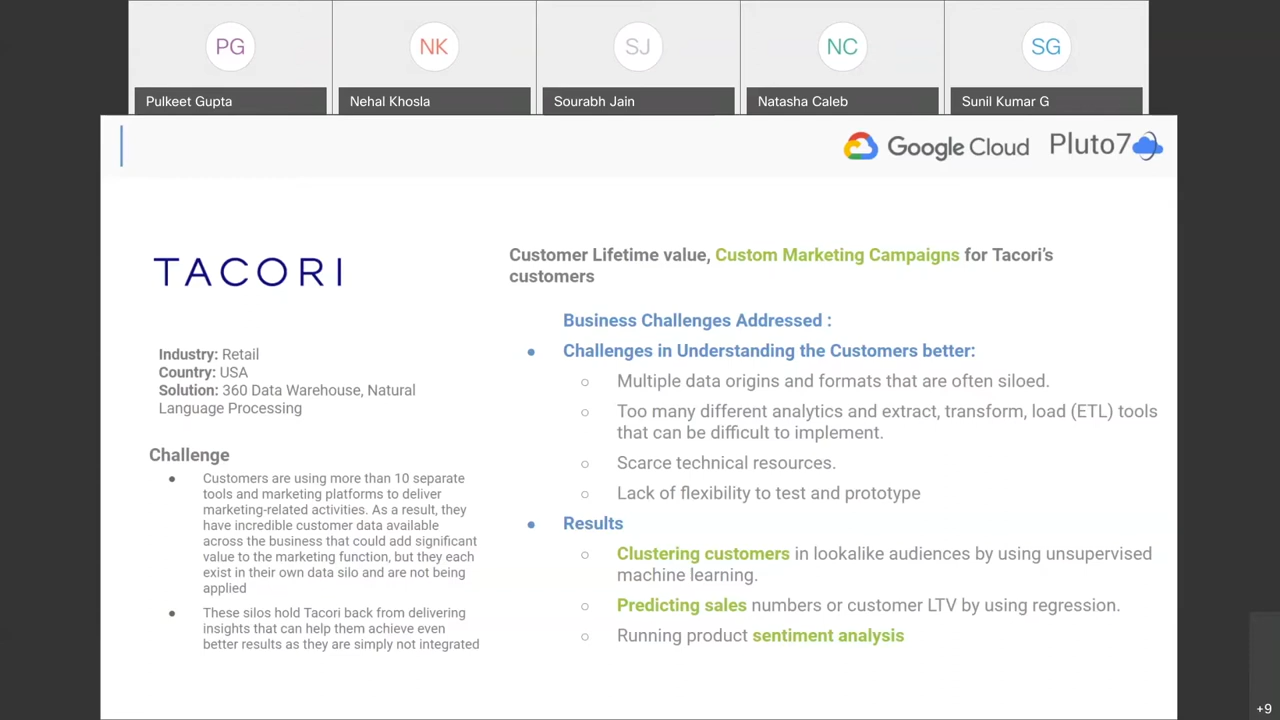 PG
NK
SJ
NC
SG
Pulkeet Gupta
Nehal Khosla
Sourabh Jain
Natasha Caleb
Sunil Kumar G
Google Cloud
Pluto7
TACORI
Industry: Retail
Country: USA
Solution: 360 Data Warehouse, Natural
Language Processing
Challenge
● Customers are using more than 10 separate
tools and marketing platforms to deliver
marketing-related activities. As a result, they
have incredible customer data available
across the business that could add significant
value to the marketing function, but they each
exist in their own data silo and are not being
applied
● These silos hold Tacori back from delivering
insights that can help them achieve even
better results as they are simply not integrated
Customer Lifetime value, Custom Marketing Campaigns for Tacori’s
customers
Business Challenges Addressed :
● Challenges in Understanding the Customers better:
○ Multiple data origins and formats that are often siloed.
○ Too many different analytics and extract, transform, load (ETL) tools
that can be difficult to implement.
○ Scarce technical resources.
○ Lack of flexibility to test and prototype
● Results
○ Clustering customers in lookalike audiences by using unsupervised
machine learning.
○ Predicting sales numbers or customer LTV by using regression.
○ Running product sentiment analysis
+9